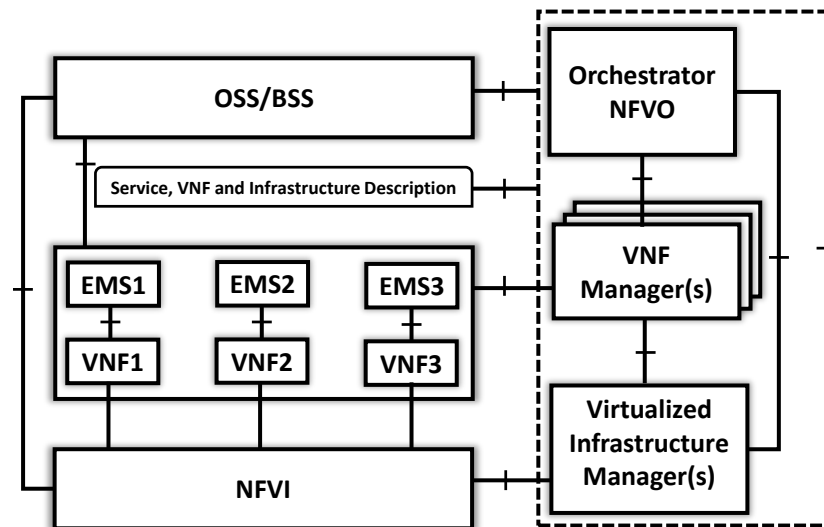 OSS/BSS
Orchestrator
NFVO
Service, VNF and Infrastructure Description
VNF
Manager(s)
EMS1
EMS2
EMS3
VNF1
VNF2
VNF3
Virtualized
Infrastructure
Manager(s)
NFVI